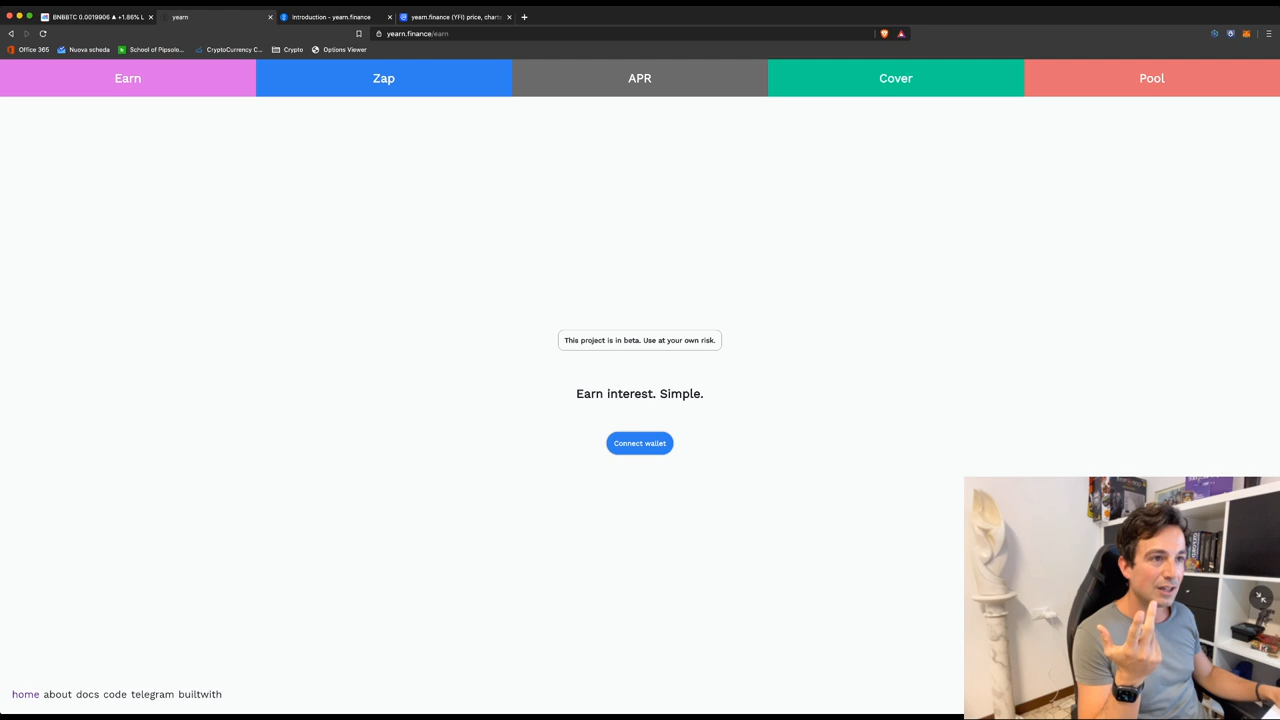 BNBBTC 0.0019906 ▲ +1.86% L
yearn
Introduction - yearn.finance
yearn.finance (YFI) price, charts
yearn.finance/earn
Office 365
Nuova scheda
School of Pipsolo...
CryptoCurrency C...
Crypto
Options Viewer
Earn
Zap
APR
Cover
Pool
This project is in beta. Use at your own risk.
Earn interest. Simple.
Connect wallet
home about docs code telegram builtwith